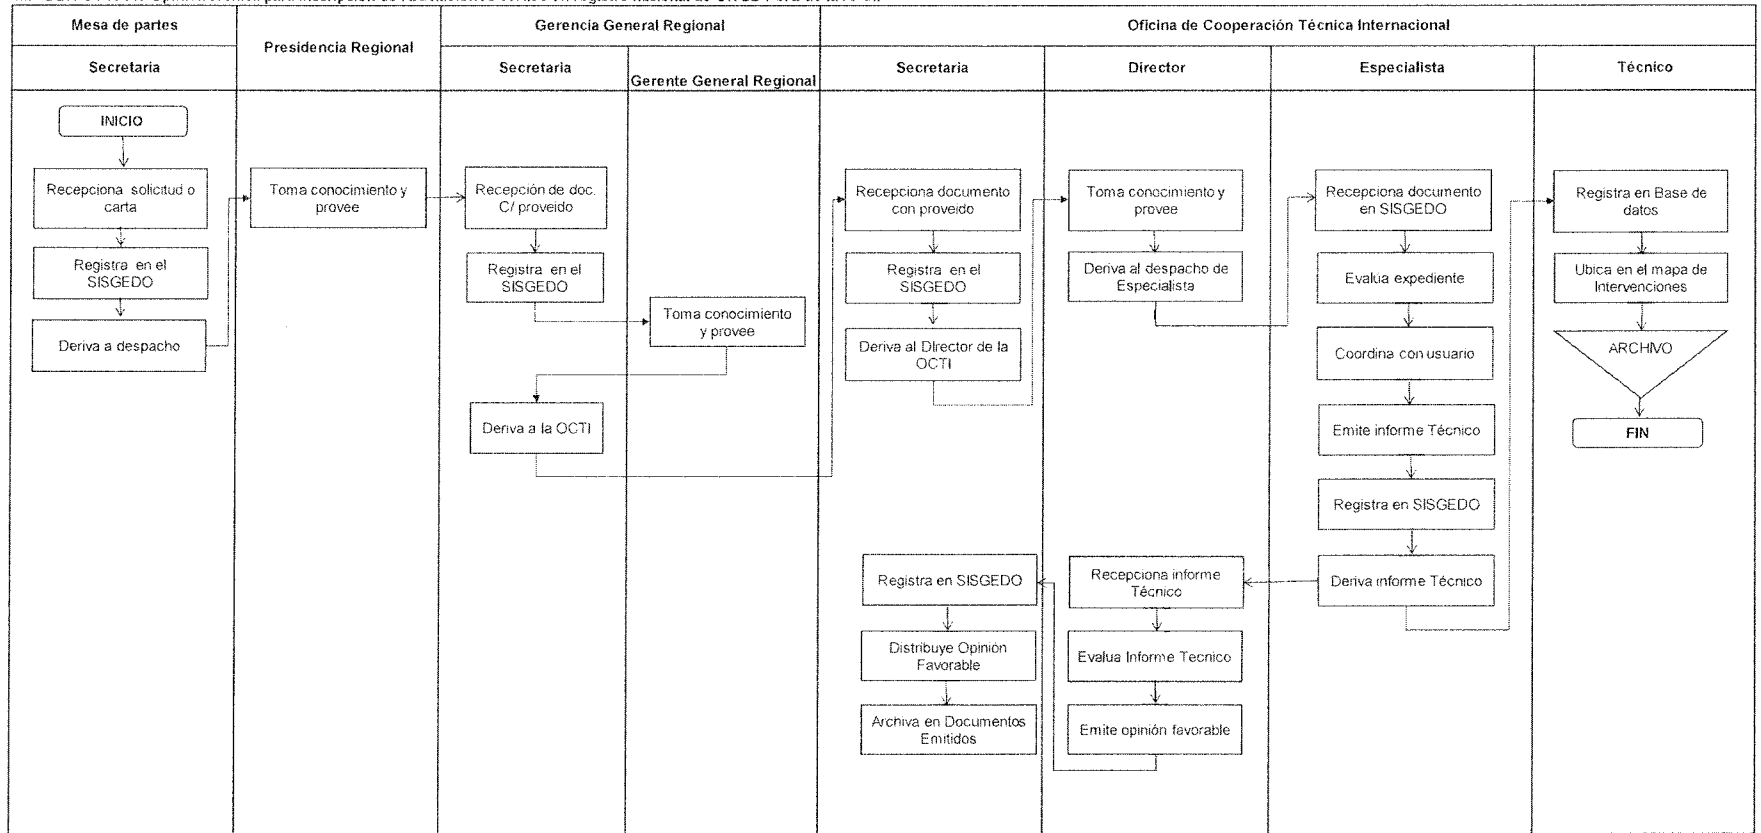 Mesa de partes
Presidencia Regional
Gerencia General Regional
Oficina de Cooperación Técnica Internacional
Secretaria
Secretaria
Gerente General Regional
Secretaria
Director
Especialista
Técnico
INICIO
Recepciona solicitud o
carta
Registra en el
SISGEDO
Deriva a despacho
Toma conocimiento y
provee
Recepción de doc.
C/ proveido
Registra en el
SISGEDO
Toma conocimiento
y provee
Deriva a la OCTI
Recepciona documento
con proveido
Registra en el
SISGEDO
Deriva al Director de la
OCTI
Toma conocimiento y
provee
Deriva al despacho de
Especialista
Recepciona documento
en SISGEDO
Evalúa expediente
Coordina con usuario
Emite informe Técnico
Registra en SISGEDO
Deriva informe Técnico
Recepciona informe
Técnico
Evalua Informe Tecnico
Emite opinión favorable
Registra en SISGEDO
Distribuye Opinión
Favorable
Archiva en Documentos
Emitidos
Registra en Base de
datos
Ubica en el mapa de
Intervenciones
ARCHIVO
FIN